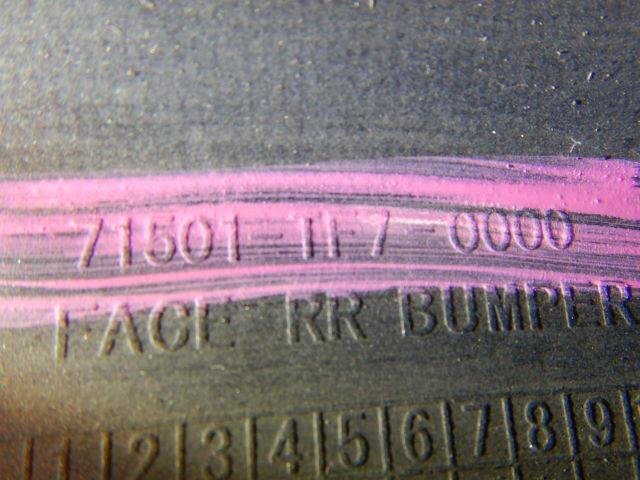 71501-TF7-0000
FACE RR BUMPER
1 2 3 4 5 6 7 8 9